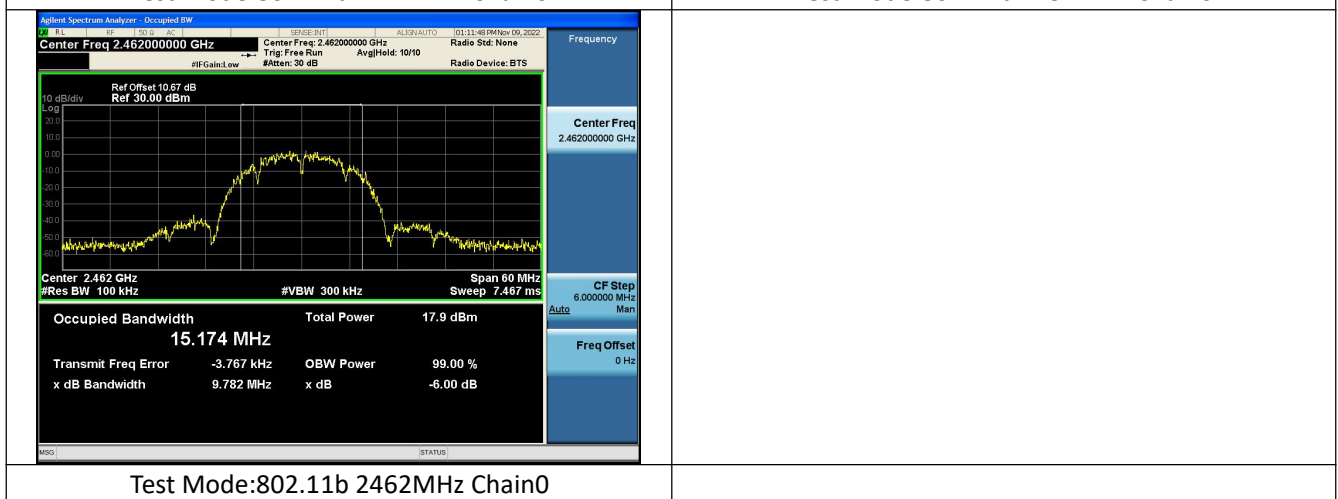 Agilent Spectrum Analyzer - Occupied BW
RL RF 50 Ω AC SENSE:INT ALIGN AUTO 01:11:48 PM Nov 09, 2022
Center Freq 2.462000000 GHz Center Freq: 2.462000000 GHz Radio Std: None Frequency
Trig: Free Run Avg|Hold: 10/10
#IFGain:Low #Atten: 30 dB Radio Device: BTS
Ref Offset 10.67 dB
10 dB/div Ref 30.00 dBm
Log
20.0
10.0
0.00
-10.0
-20.0
-30.0
-40.0
-50.0
-60.0
Center Freq
2.462000000 GHz
Center 2.462 GHz Span 60 MHz
#Res BW 100 kHz #VBW 300 kHz Sweep 7.467 ms
CF Step
6.000000 MHz
Auto Man
Occupied Bandwidth Total Power 17.9 dBm
15.174 MHz
Freq Offset
0 Hz
Transmit Freq Error -3.767 kHz OBW Power 99.00 %
x dB Bandwidth 9.782 MHz x dB -6.00 dB
MSG STATUS
Test Mode:802.11b 2462MHz Chain0